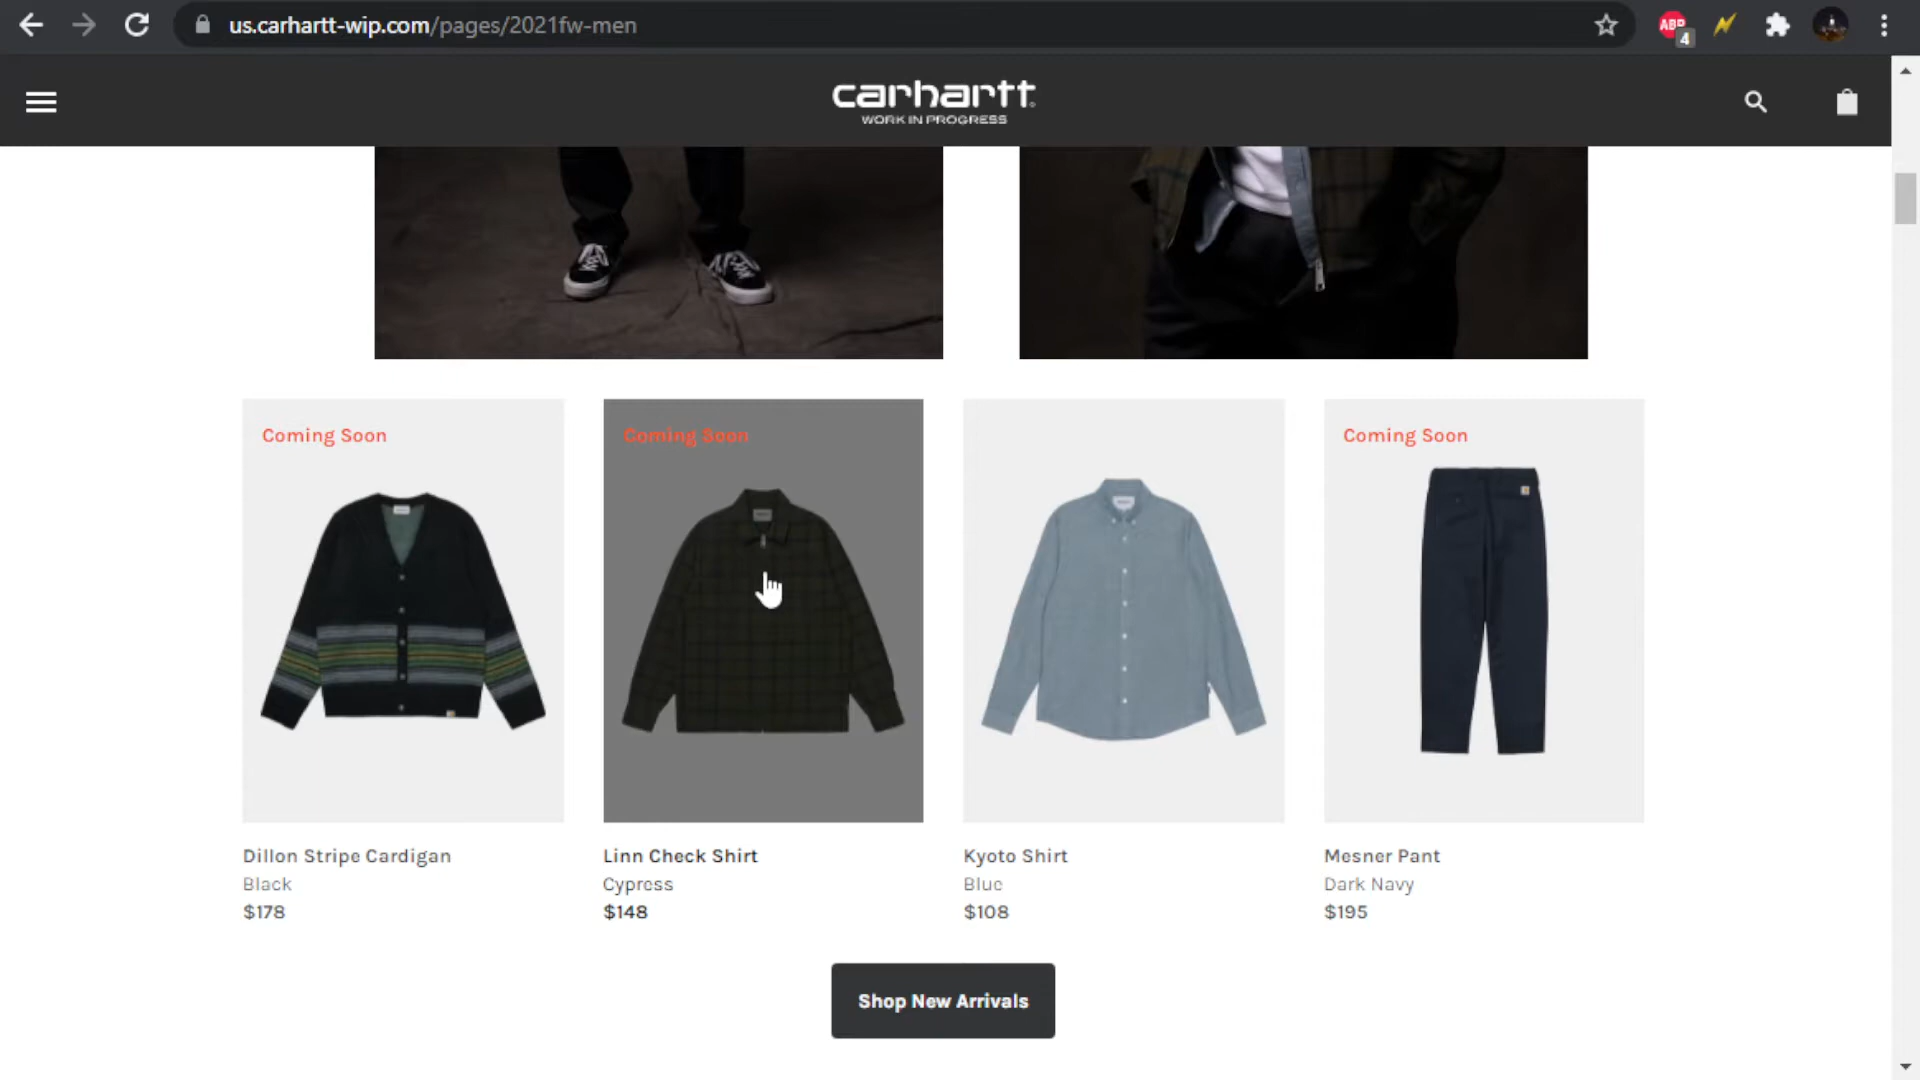 us.carhartt-wip.com/pages/2021fw-men
ABP
4
carhartt
WORK IN PROGRESS
Coming Soon
Coming Soon
Coming Soon
Dillon Stripe Cardigan
Black
$178
Linn Check Shirt
Cypress
$148
Kyoto Shirt
Blue
$108
Mesner Pant
Dark Navy
$195
Shop New Arrivals